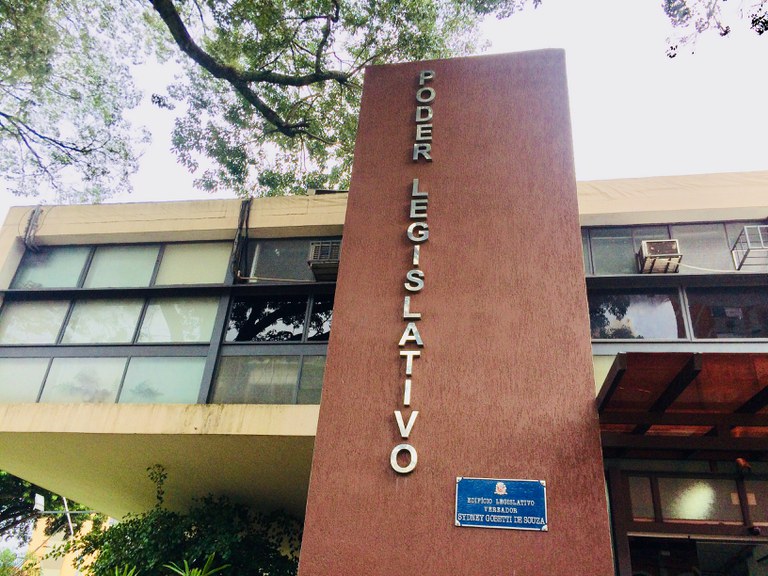 PODER LEGISLATIVO
EDIFÍCIO LEGISLATIVO
VEREADOR
SYDNEY GOBETTI DE SOUZA